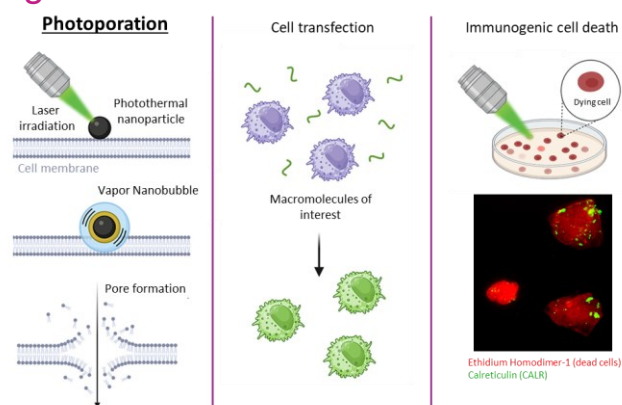 Photoporation
Laser
irradiation
Photothermal
nanoparticle
Cell membrane
Vapor Nanobubble
Pore formation
Cell transfection
Macromolecules of
interest
Immunogenic cell death
Dying cell
Ethidium Homodimer-1 (dead cells)
Calreticulin (CALR)